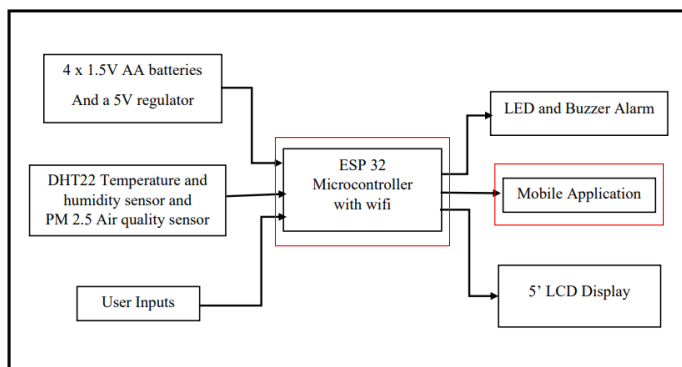 4 x 1.5V AA batteries
And a 5V regulator
DHT22 Temperature and
humidity sensor and
PM 2.5 Air quality sensor
User Inputs
ESP 32
Microcontroller
with wifi
LED and Buzzer Alarm
Mobile Application
5' LCD Display